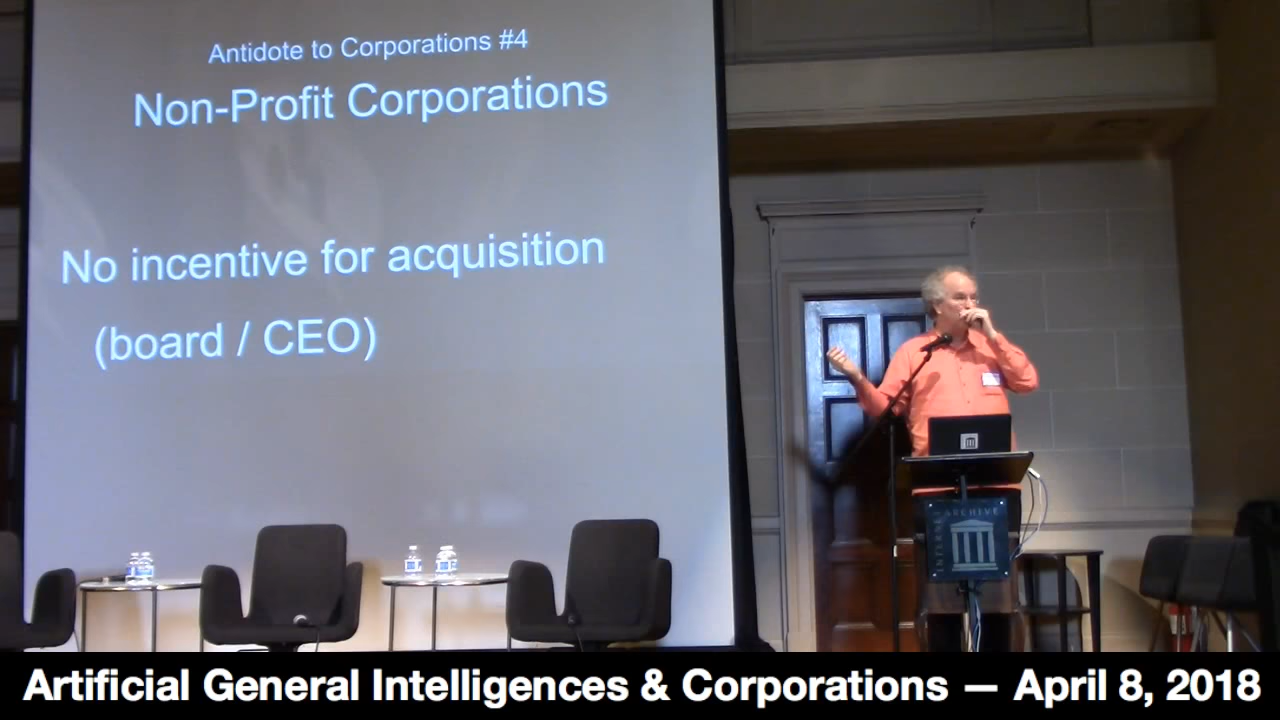 Antidote to Corporations #4
Non-Profit Corporations
No incentive for acquisition
(board / CEO)
INTERNET ARCHIVE
Artificial General Intelligences & Corporations — April 8, 2018